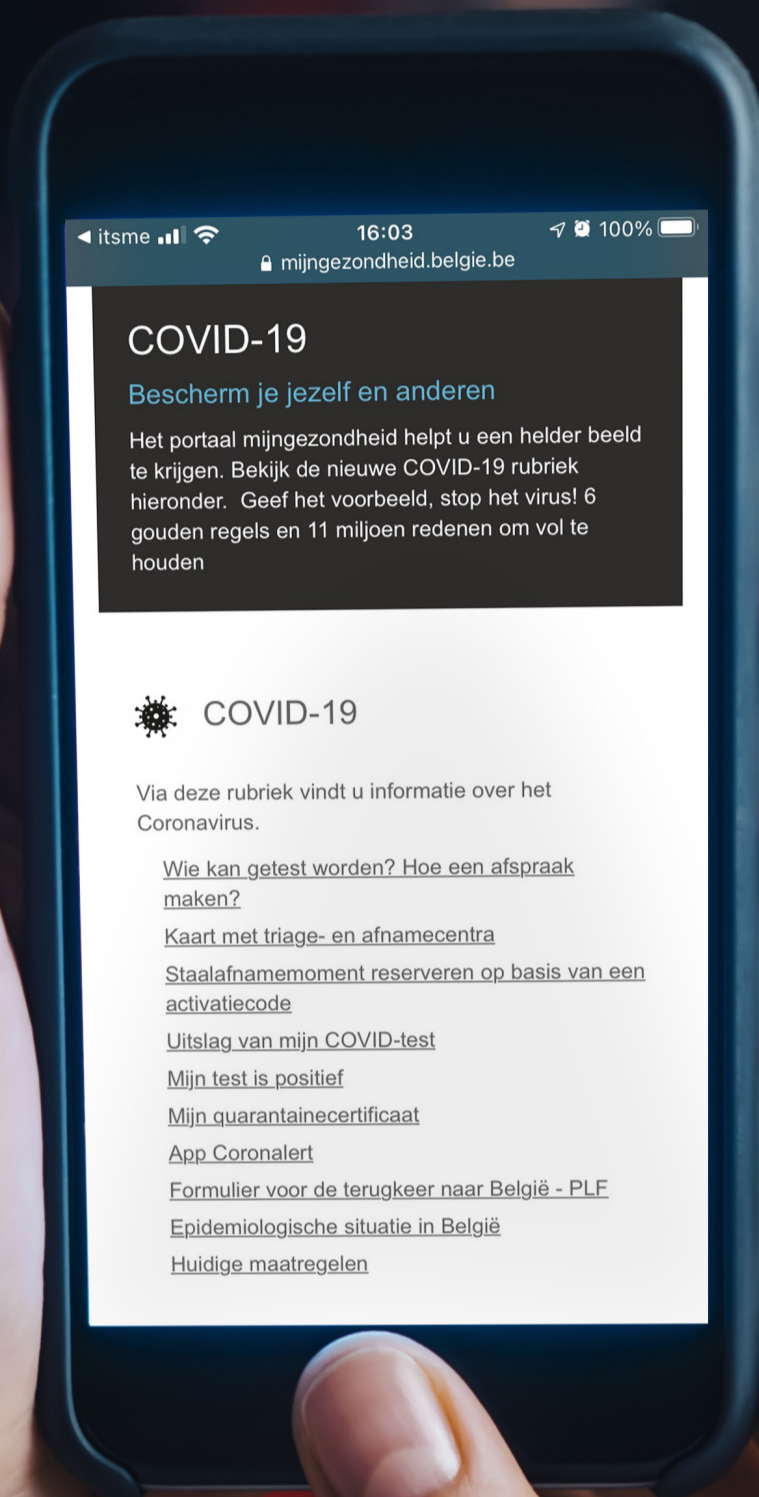 itsme 16:03 100%
mijngezondheid.belgie.be
COVID-19
Bescherm je jezelf en anderen
Het portaal mijngezondheid helpt u een helder beeld
te krijgen. Bekijk de nieuwe COVID-19 rubriek
hieronder.  Geef het voorbeeld, stop het virus! 6
gouden regels en 11 miljoen redenen om vol te
houden
COVID-19
Via deze rubriek vindt u informatie over het
Coronavirus.
Wie kan getest worden? Hoe een afspraak
maken?
Kaart met triage- en afnamecentra
Staalafnamemoment reserveren op basis van een
activatiecode
Uitslag van mijn COVID-test
Mijn test is positief
Mijn quarantainecertificaat
App Coronalert
Formulier voor de terugkeer naar België - PLF
Epidemiologische situatie in België
Huidige maatregelen